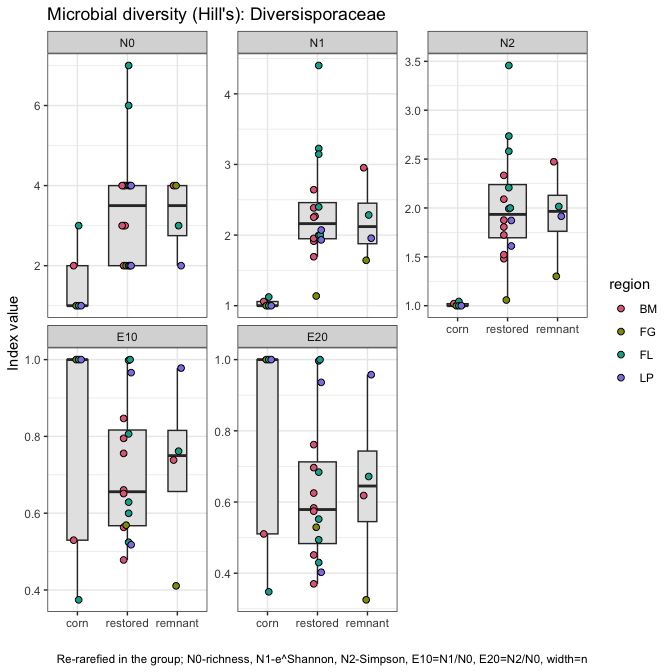 Microbial diversity (Hill's): Diversisporaceae
N0
N1
N2
6
4
2
4
3
2
1
3.5
3.0
2.5
2.0
1.5
1.0
corn restored remnant
E10
E20
1.0
0.8
0.6
0.4
1.0
0.8
0.6
0.4
corn restored remnant
corn restored remnant
Index value
region
BM
FG
FL
LP
Re-rarefied in the group; N0-richness, N1-e^Shannon, N2-Simpson, E10=N1/N0, E20=N2/N0, width=n